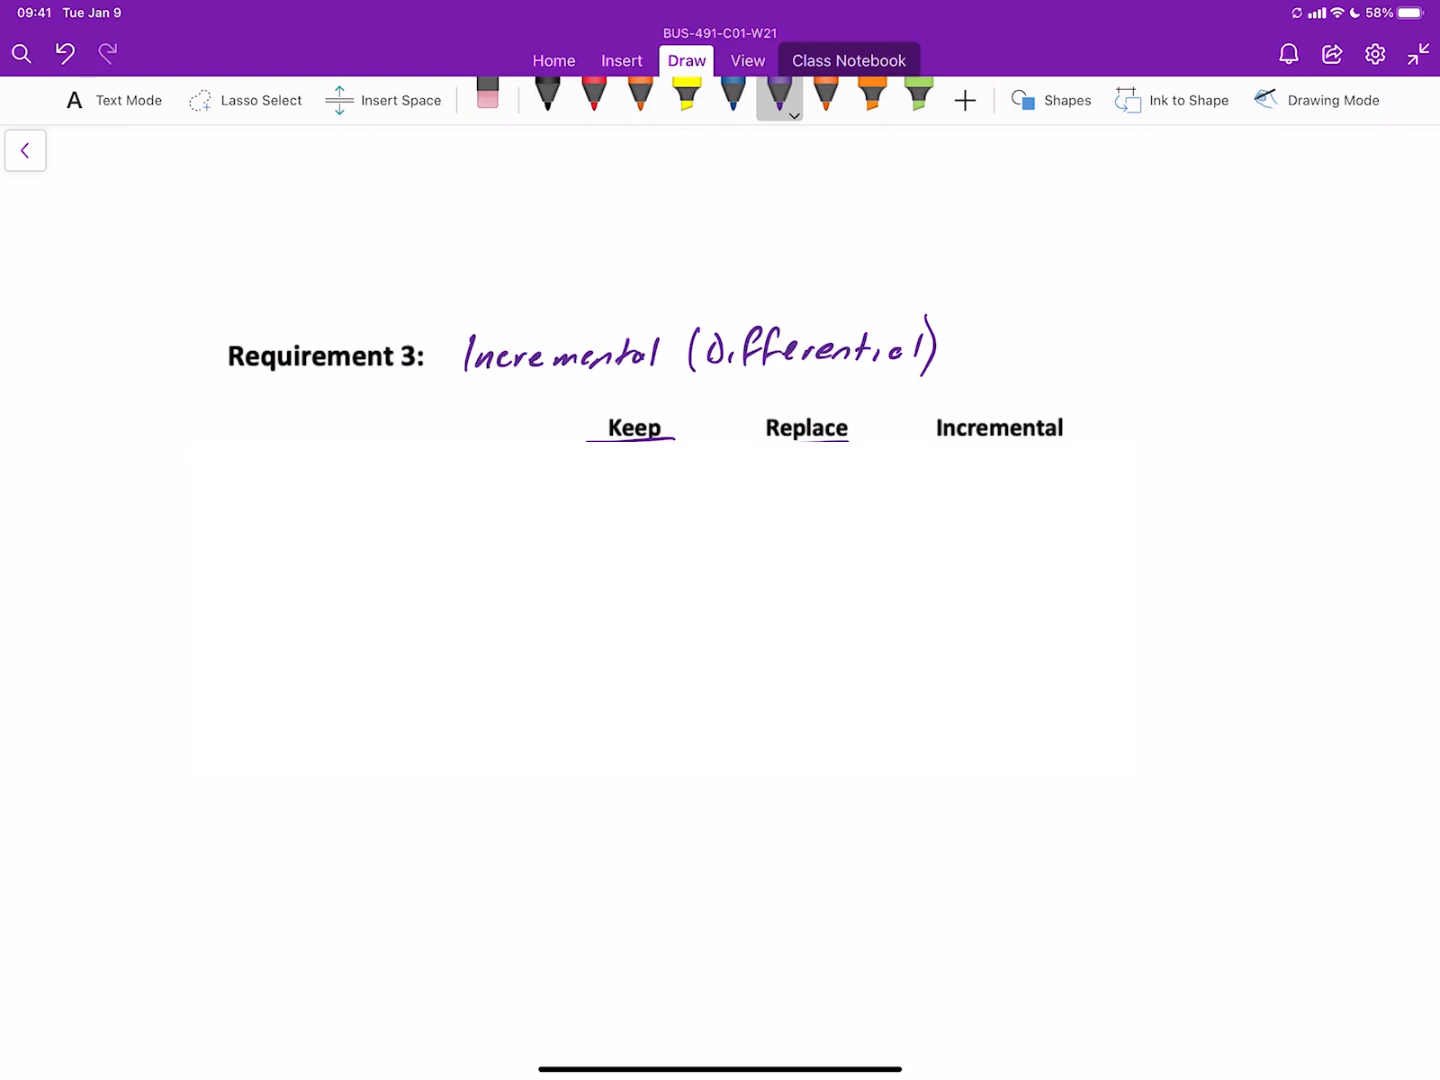 09:41 Tue Jan 9
58%
BUS-491-C01-W21
Home Insert Draw View Class Notebook
A Text Mode Lasso Select Insert Space Shapes Ink to Shape Drawing Mode
Requirement 3: Incremental (Differential)
Keep Replace Incremental